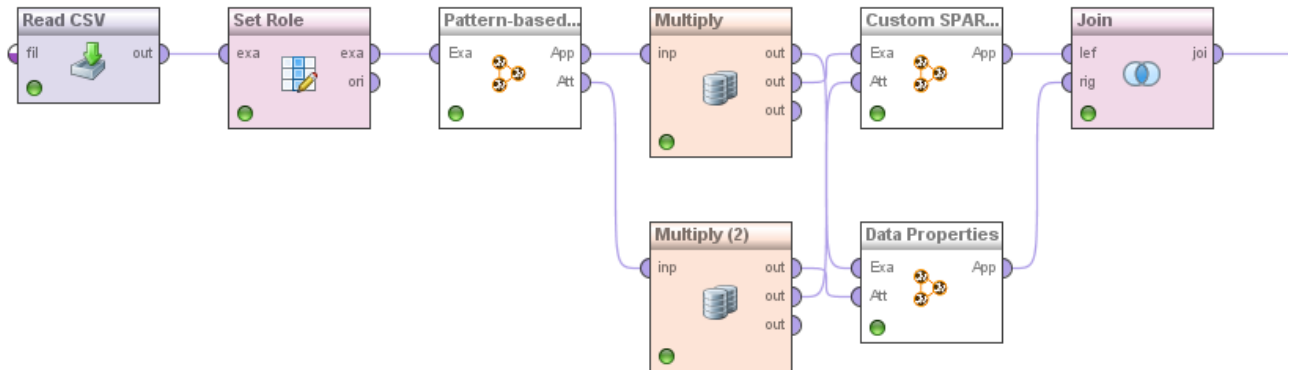 Read CSV
fil out
Set Role
exa exa
ori
Pattern-based...
Exa App
Att
Multiply
inp out
out
out
Custom SPAR...
Exa App
Att
Join
lef joi
rig
Multiply (2)
inp out
out
out
Data Properties
Exa App
Att